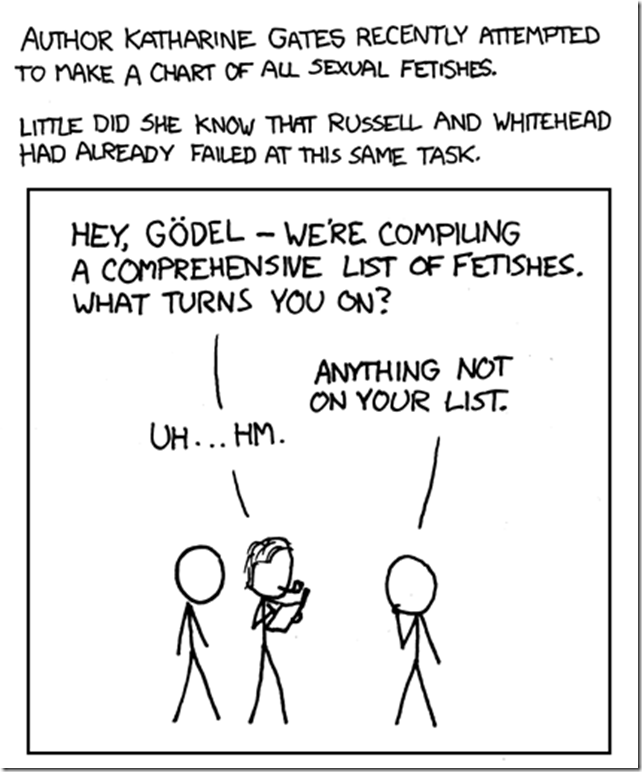 AUTHOR KATHARINE GATES RECENTLY ATTEMPTED
TO MAKE A CHART OF ALL SEXUAL FETISHES.
LITTLE DID SHE KNOW THAT RUSSELL AND WHITEHEAD
HAD ALREADY FAILED AT THIS SAME TASK.
HEY, GÖDEL – WE'RE COMPILING
A COMPREHENSIVE LIST OF FETISHES.
WHAT TURNS YOU ON?
ANYTHING NOT
ON YOUR LIST.
UH...HM.